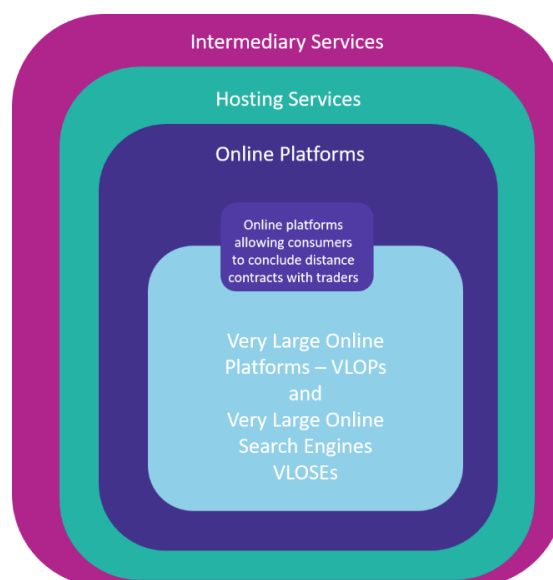 Intermediary Services
Hosting Services
Online Platforms
Online platforms
allowing consumers
to conclude distance
contracts with traders
Very Large Online
Platforms – VLOPs
and
Very Large Online
Search Engines
VLOSEs